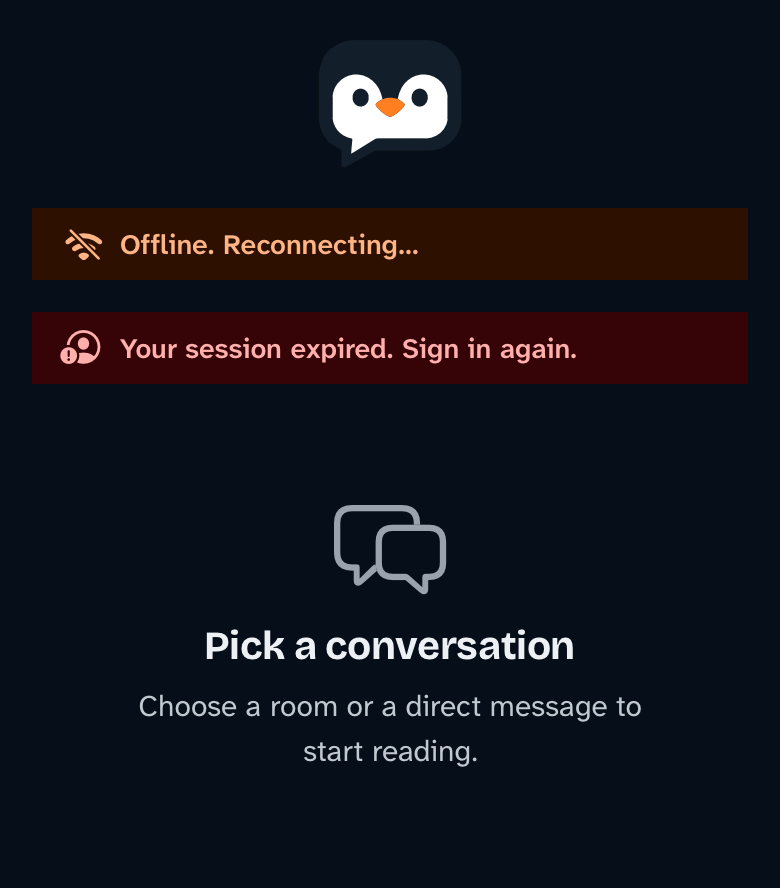 Offline. Reconnecting…
Your session expired. Sign in again.
Pick a conversation
Choose a room or a direct message to
start reading.